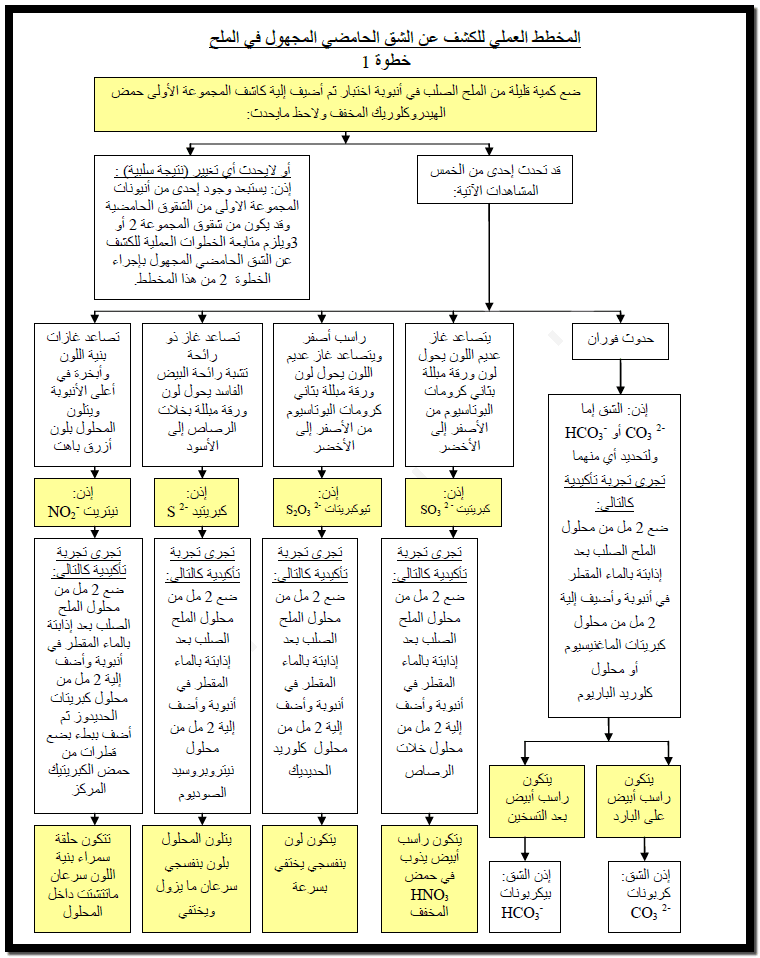 المخطط العملي للكشف عن الشق الحامضي المجهول في الملح
خطوة 1
ضع كمية قليلة من الملح الصلب في أنبوبة اختبار ثم أضيف إلية كاشف المجموعة الأولى حمض
الهيدروكلوريك المخفف ولاحظ مايحدث:
قد تحدث إحدى من الخمس
المشاهدات الآتية:
أو لايحدث أي تغيير (نتيجة سلبية) :
إذن: يستبعد وجود إحدى من أنيونات
المجموعة الاولى من الشقوق الحامضية
وقد يكون من شقوق المجموعة 2 أو
3ويلزم متابعة الخطوات العملية للكشف
عن الشق الحامضي المجهول بإجراء
الخطوة 2 من هذا المخطط.
حدوث فوران
يتصاعد غاز
عديم اللون يحول
لون ورقة مبللة
بثاني كرومات
البوتاسيوم من
الأصفر إلى
الأخضر
راسب أصفر
ويتصاعد غاز عديم
اللون يحول لون
ورقة مبللة بثاني
كرومات البوتاسيوم
من الأصفر إلى
الأخضر
تصاعد غاز ذو
رائحة
تشبة رائحة البيض
الفاسد يحول لون
ورقة مبللة بخلات
الرصاص إلى
الأسود
تصاعد غازات
بنية اللون
وأبخرة في
أعلى الأنبوبة
ويتلون
المحلول بلون
أزرق باهت
إذن: الشق إما
CO₃ ²⁻ أو HCO₃⁻
ولتحديد أي منهما
تجرى تجربة تأكيدية
كالتالى:
ضع 2 مل من محلول
الملح الصلب بعد
إذابتة بالماء المقطر
في أنبوبة وأضيف إلية
2 مل من محلول
كبريتات الماغنيسيوم
أو محلول
كلوريد الباريوم
إذن:
كبريتيت SO₃ ²⁻
إذن:
ثيوكبريتات S₂O₃ ²⁻
إذن:
كبريتيد S ²⁻
إذن:
نيتريت NO₂⁻
تجرى تجربة
تأكيدية كالتالى:
ضع 2 مل من
محلول الملح
الصلب بعد
إذابتة بالماء
المقطر في
أنبوبة وأضف
إلية 2 مل من
محلول خلات
الرصاص
تجرى تجربة
تأكيدية كالتالى:
ضع 2 مل من
محلول الملح
الصلب بعد
إذابتة بالماء
المقطر في
أنبوبة وأضف
إلية 2 مل من
محلول كلوريد
الحديديك
تجرى تجربة
تأكيدية كالتالى:
ضع 2 مل من
محلول الملح
الصلب بعد
إذابتة بالماء
المقطر في
أنبوبة وأضف
إلية 2 مل من
محلول
نيتروبروسيد
الصوديوم
تجرى تجربة
تأكيدية كالتالى:
ضع 2 مل من
محلول الملح
الصلب بعد إذابتة
بالماء المقطر في
أنبوبة وأضف
إلية 2 مل من
محلول كبريتات
الحديدوز ثم
أضف ببطء بضع
قطرات من
حمض الكبريتيك
المركز
يتكون
راسب أبيض
على البارد
يتكون
راسب أبيض
بعد التسخين
يتكون راسب
أبيض يذوب
في حمض
HNO₃
المخفف
يتكون لون
بنفسجي يختفي
بسرعة
يتلون المحلول
بلون بنفسجي
سرعان ما يزول
ويختفي
تتكون حلقة
سمراء بنية
اللون سرعان
ماتتشتت داخل
المحلول
إذن الشق:
كربونات
CO₃ ²⁻
إذن الشق:
بيكربونات
HCO₃⁻